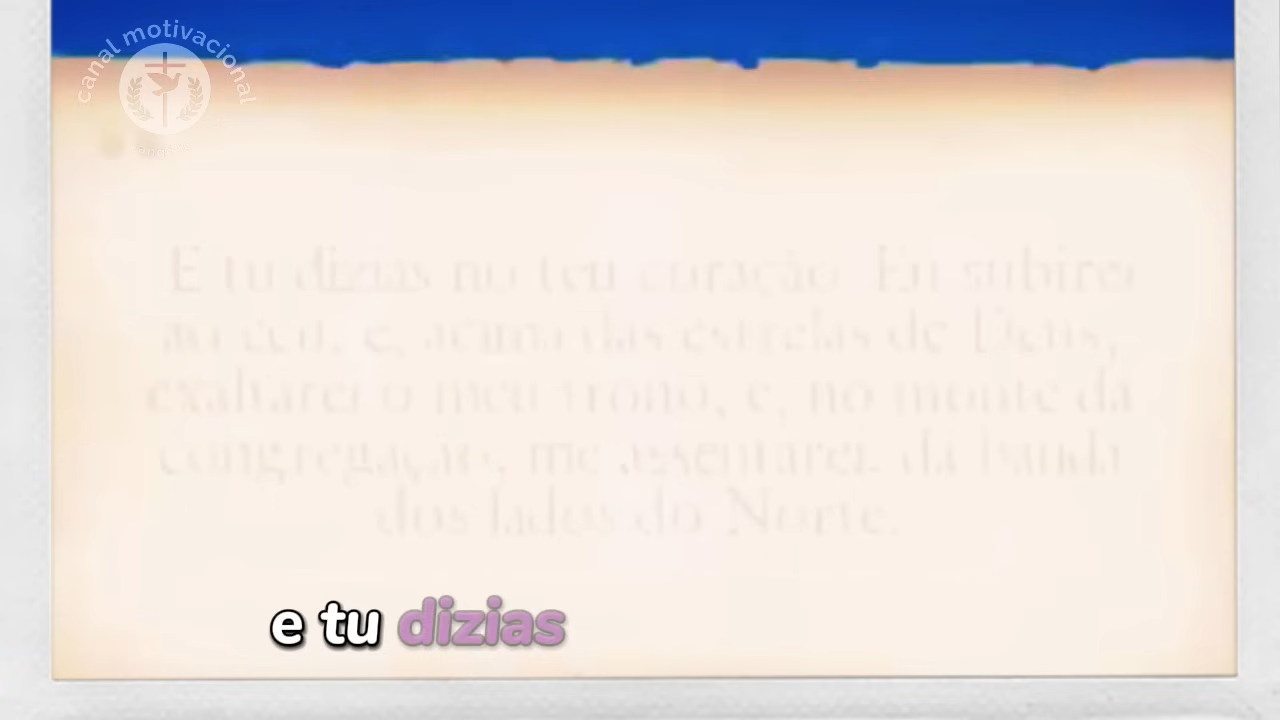 canal motivacional
E tu dizias no teu coração: Eu subirei
ao céu, e, acima das estrelas de Deus,
exaltarei o meu trono, e, no monte da
congregação, me assentarei, da banda
dos lados do Norte.
e tu dizias